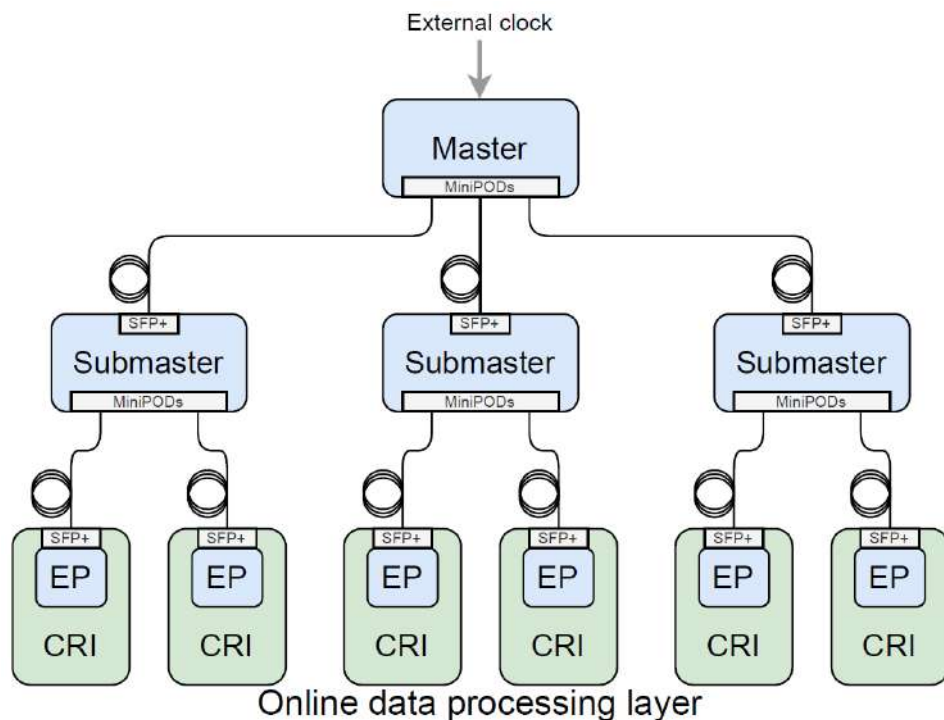 External clock
Master
MiniPODs
SFP+ SFP+ SFP+
Submaster Submaster Submaster
MiniPODs MiniPODs MiniPODs
SFP+ SFP+ SFP+ SFP+ SFP+ SFP+
EP EP EP EP EP EP
CRI CRI CRI CRI CRI CRI
Online data processing layer